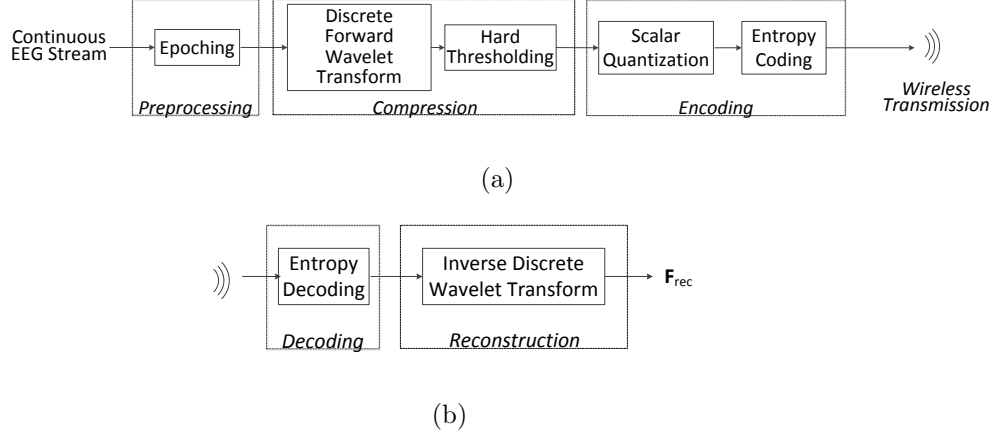 Continuous
EEG Stream
Epoching
Preprocessing
Discrete
Forward
Wavelet
Transform
Hard
Thresholding
Compression
Scalar
Quantization
Entropy
Coding
Encoding
Wireless
Transmission
(a)
Entropy
Decoding
Decoding
Inverse Discrete
Wavelet Transform
Reconstruction
Frec
(b)